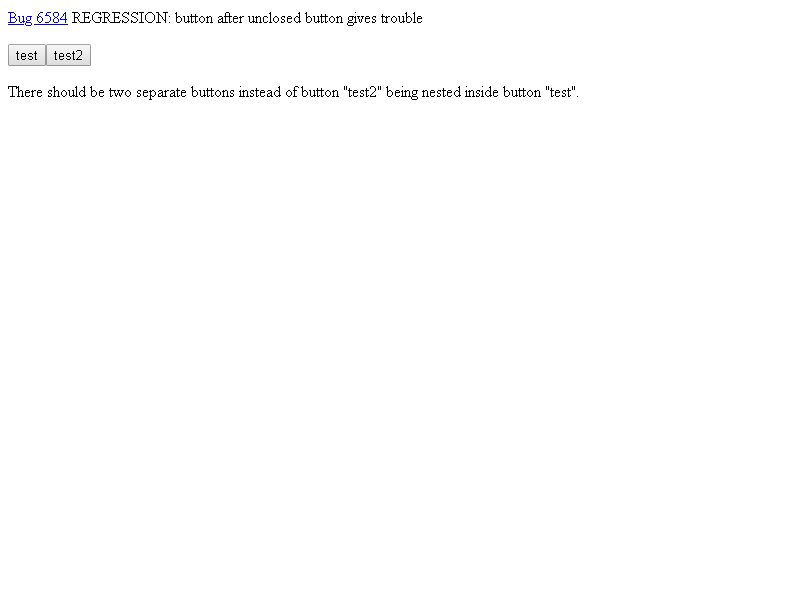 Bug 6584 REGRESSION: button after unclosed button gives trouble
test test2
There should be two separate buttons instead of button "test2" being nested inside button "test".